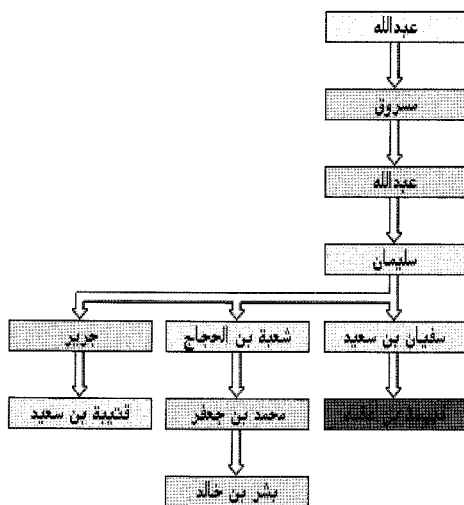 عبدالله
مسروق
عبدالله
سليمان
سفيان بن سعيد
شعبة بن الحجاج
جرير
محمد بن جعفر
قتيبة بن سعيد
بشر بن خالد